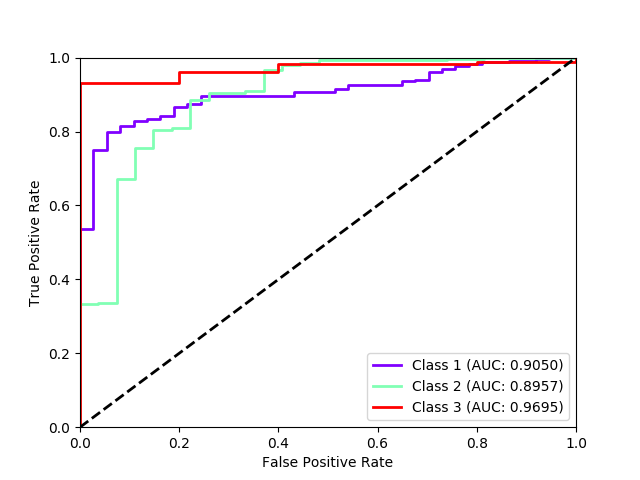 1.0
0.8
0.6
0.4
0.2
0.0
True Positive Rate
0.0 0.2 0.4 0.6 0.8 1.0
False Positive Rate
Class 1 (AUC: 0.9050)
Class 2 (AUC: 0.8957)
Class 3 (AUC: 0.9695)